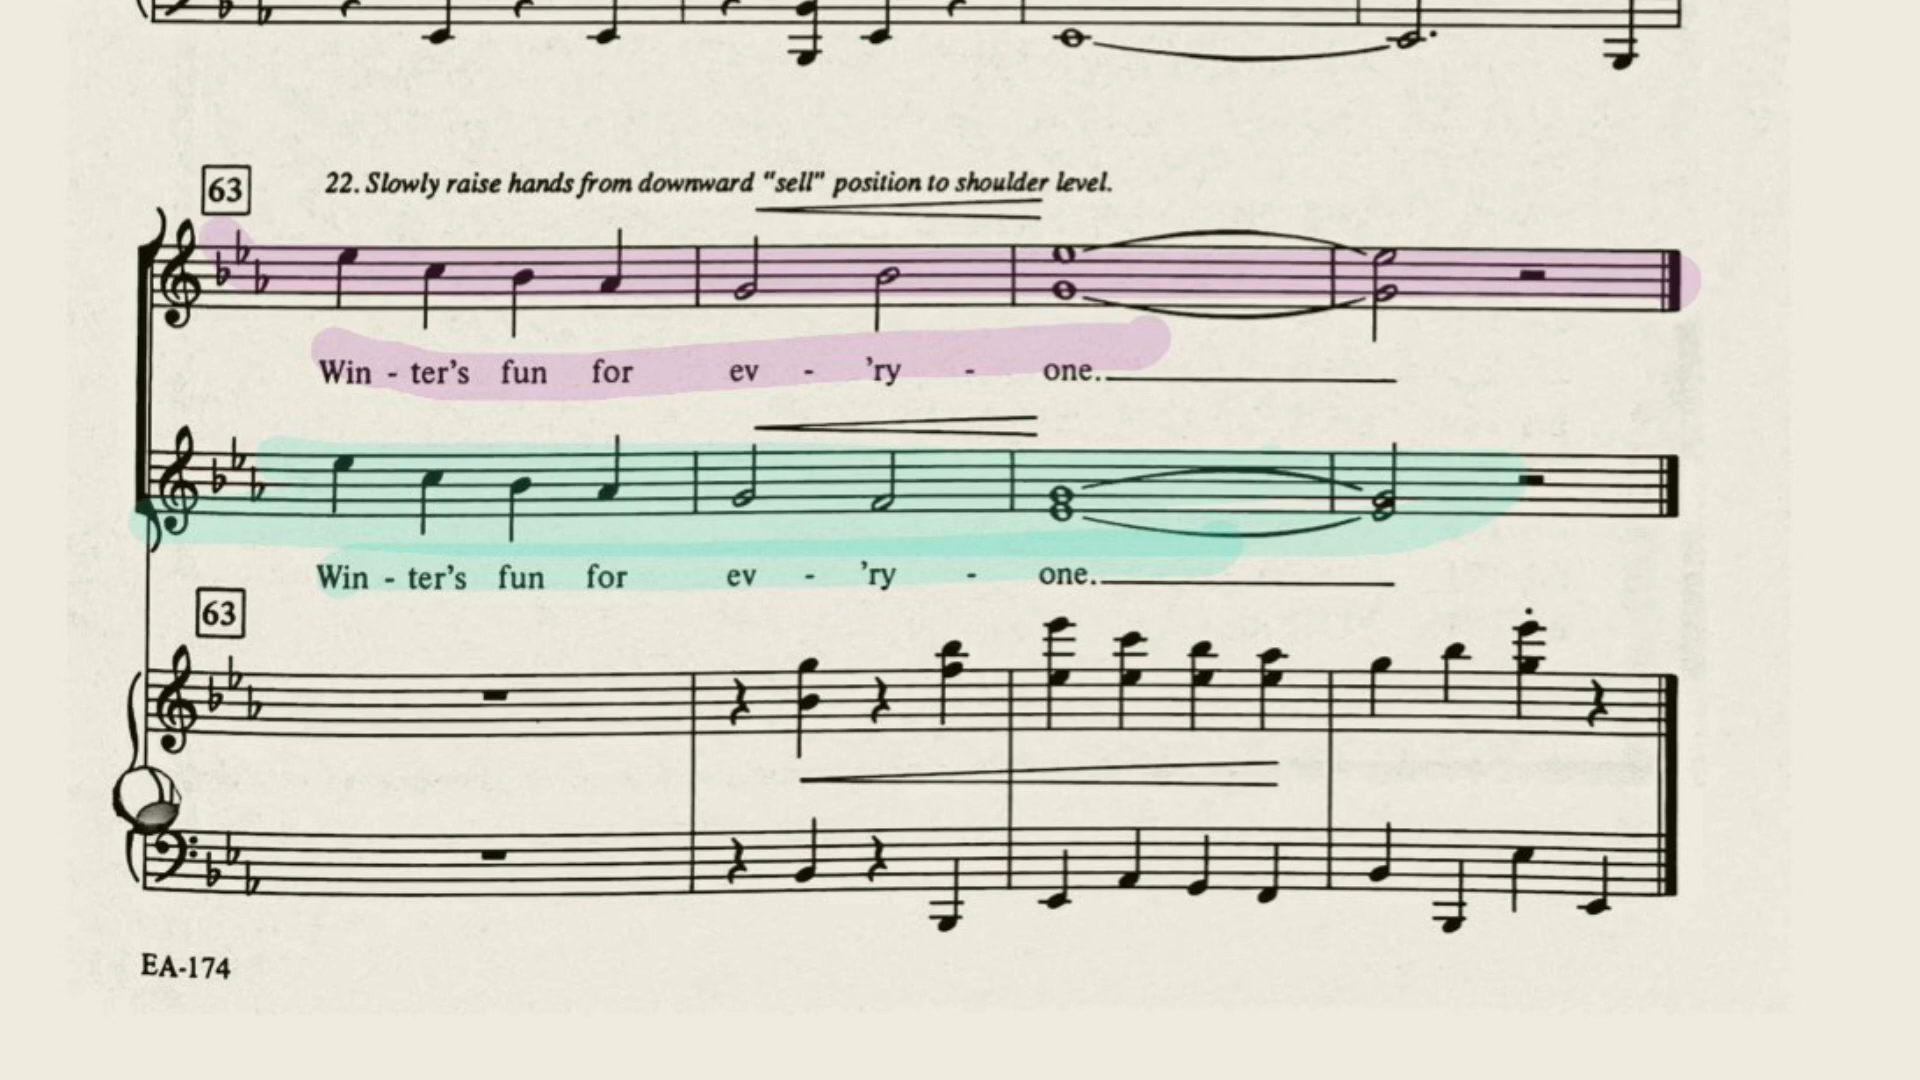 63
22. Slowly raise hands from downward "sell" position to shoulder level.
Win - ter's fun for ev - 'ry - one.
Win - ter's fun for ev - 'ry - one.
63
EA-174